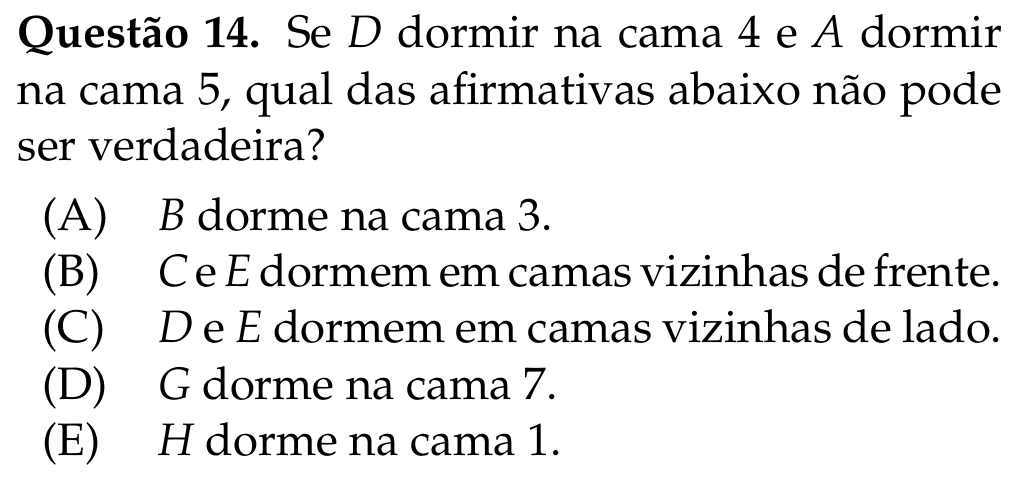 Questão 14. Se D dormir na cama 4 e A dormir
na cama 5, qual das afirmativas abaixo não pode
ser verdadeira?
(A) B dorme na cama 3.
(B) C e E dormem em camas vizinhas de frente.
(C) D e E dormem em camas vizinhas de lado.
(D) G dorme na cama 7.
(E) H dorme na cama 1.